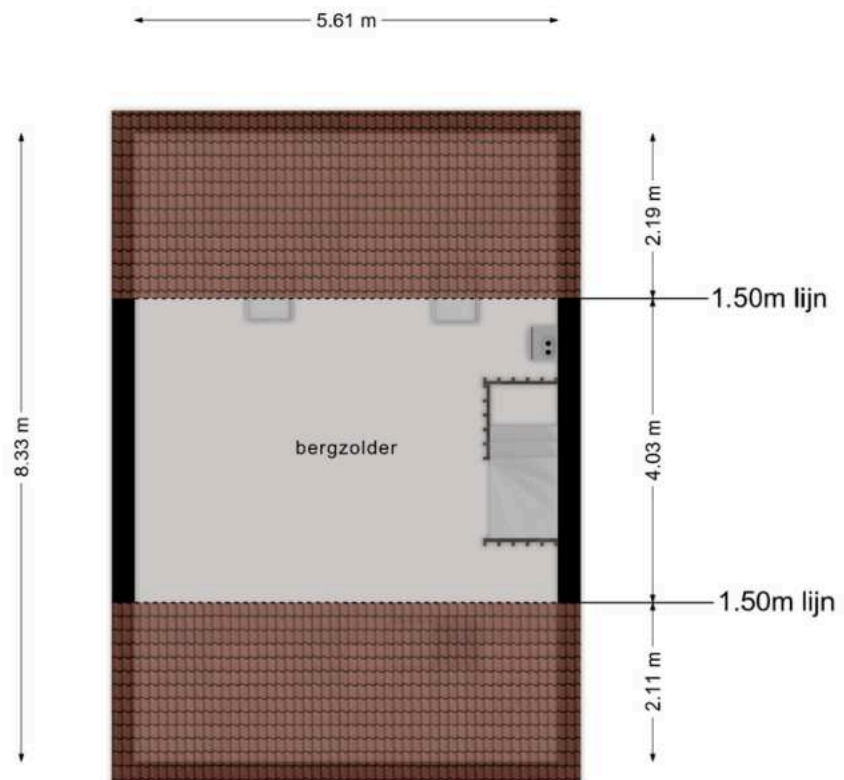 5.61 m
2.19 m
1.50m lijn
8.33 m
bergzolder
4.03 m
1.50m lijn
2.11 m